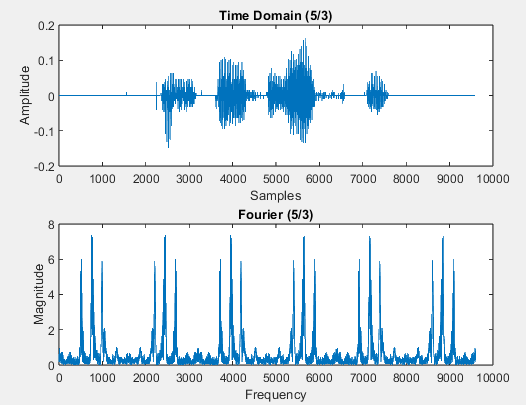 Time Domain (5/3)
0.2
0.1
0
-0.1
-0.2
Amplitude
0 1000 2000 3000 4000 5000 6000 7000 8000 9000 10000
Samples
Fourier (5/3)
8
6
4
2
0
Magnitude
0 1000 2000 3000 4000 5000 6000 7000 8000 9000 10000
Frequency